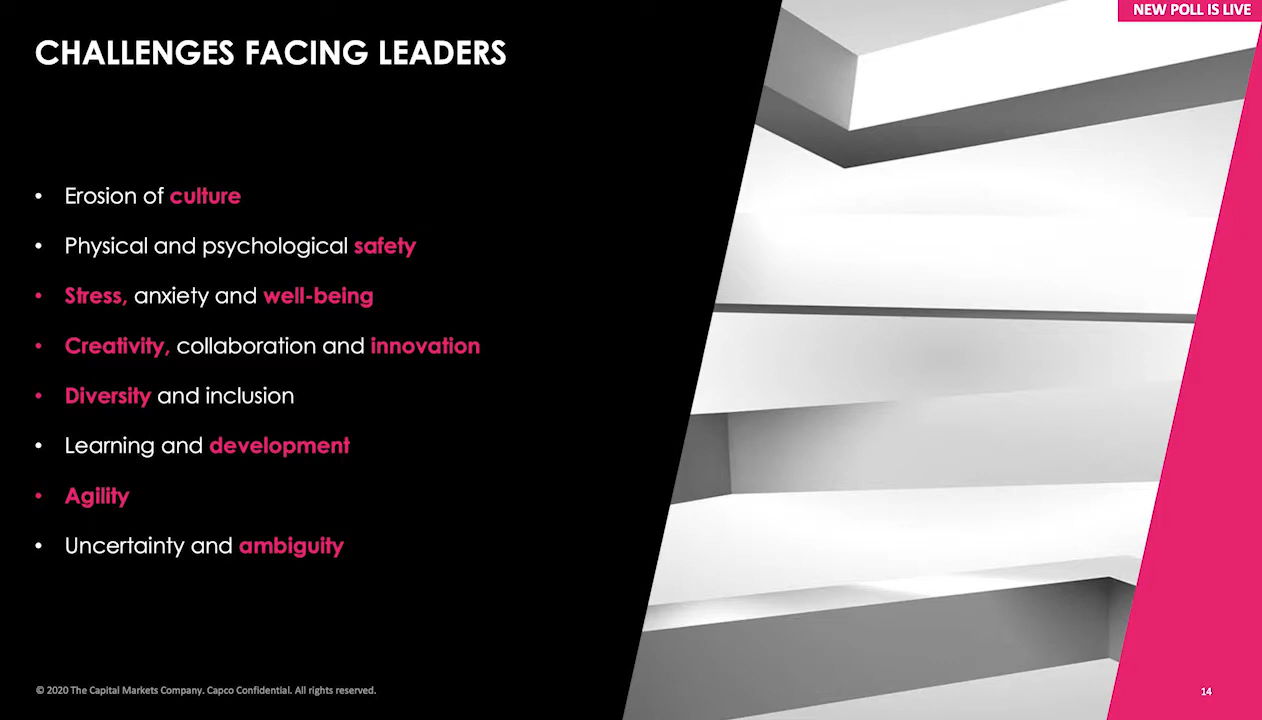 NEW POLL IS LIVE
CHALLENGES FACING LEADERS
• Erosion of culture
• Physical and psychological safety
• Stress, anxiety and well-being
• Creativity, collaboration and innovation
• Diversity and inclusion
• Learning and development
• Agility
• Uncertainty and ambiguity
© 2020 The Capital Markets Company. Capco Confidential. All rights reserved.
14